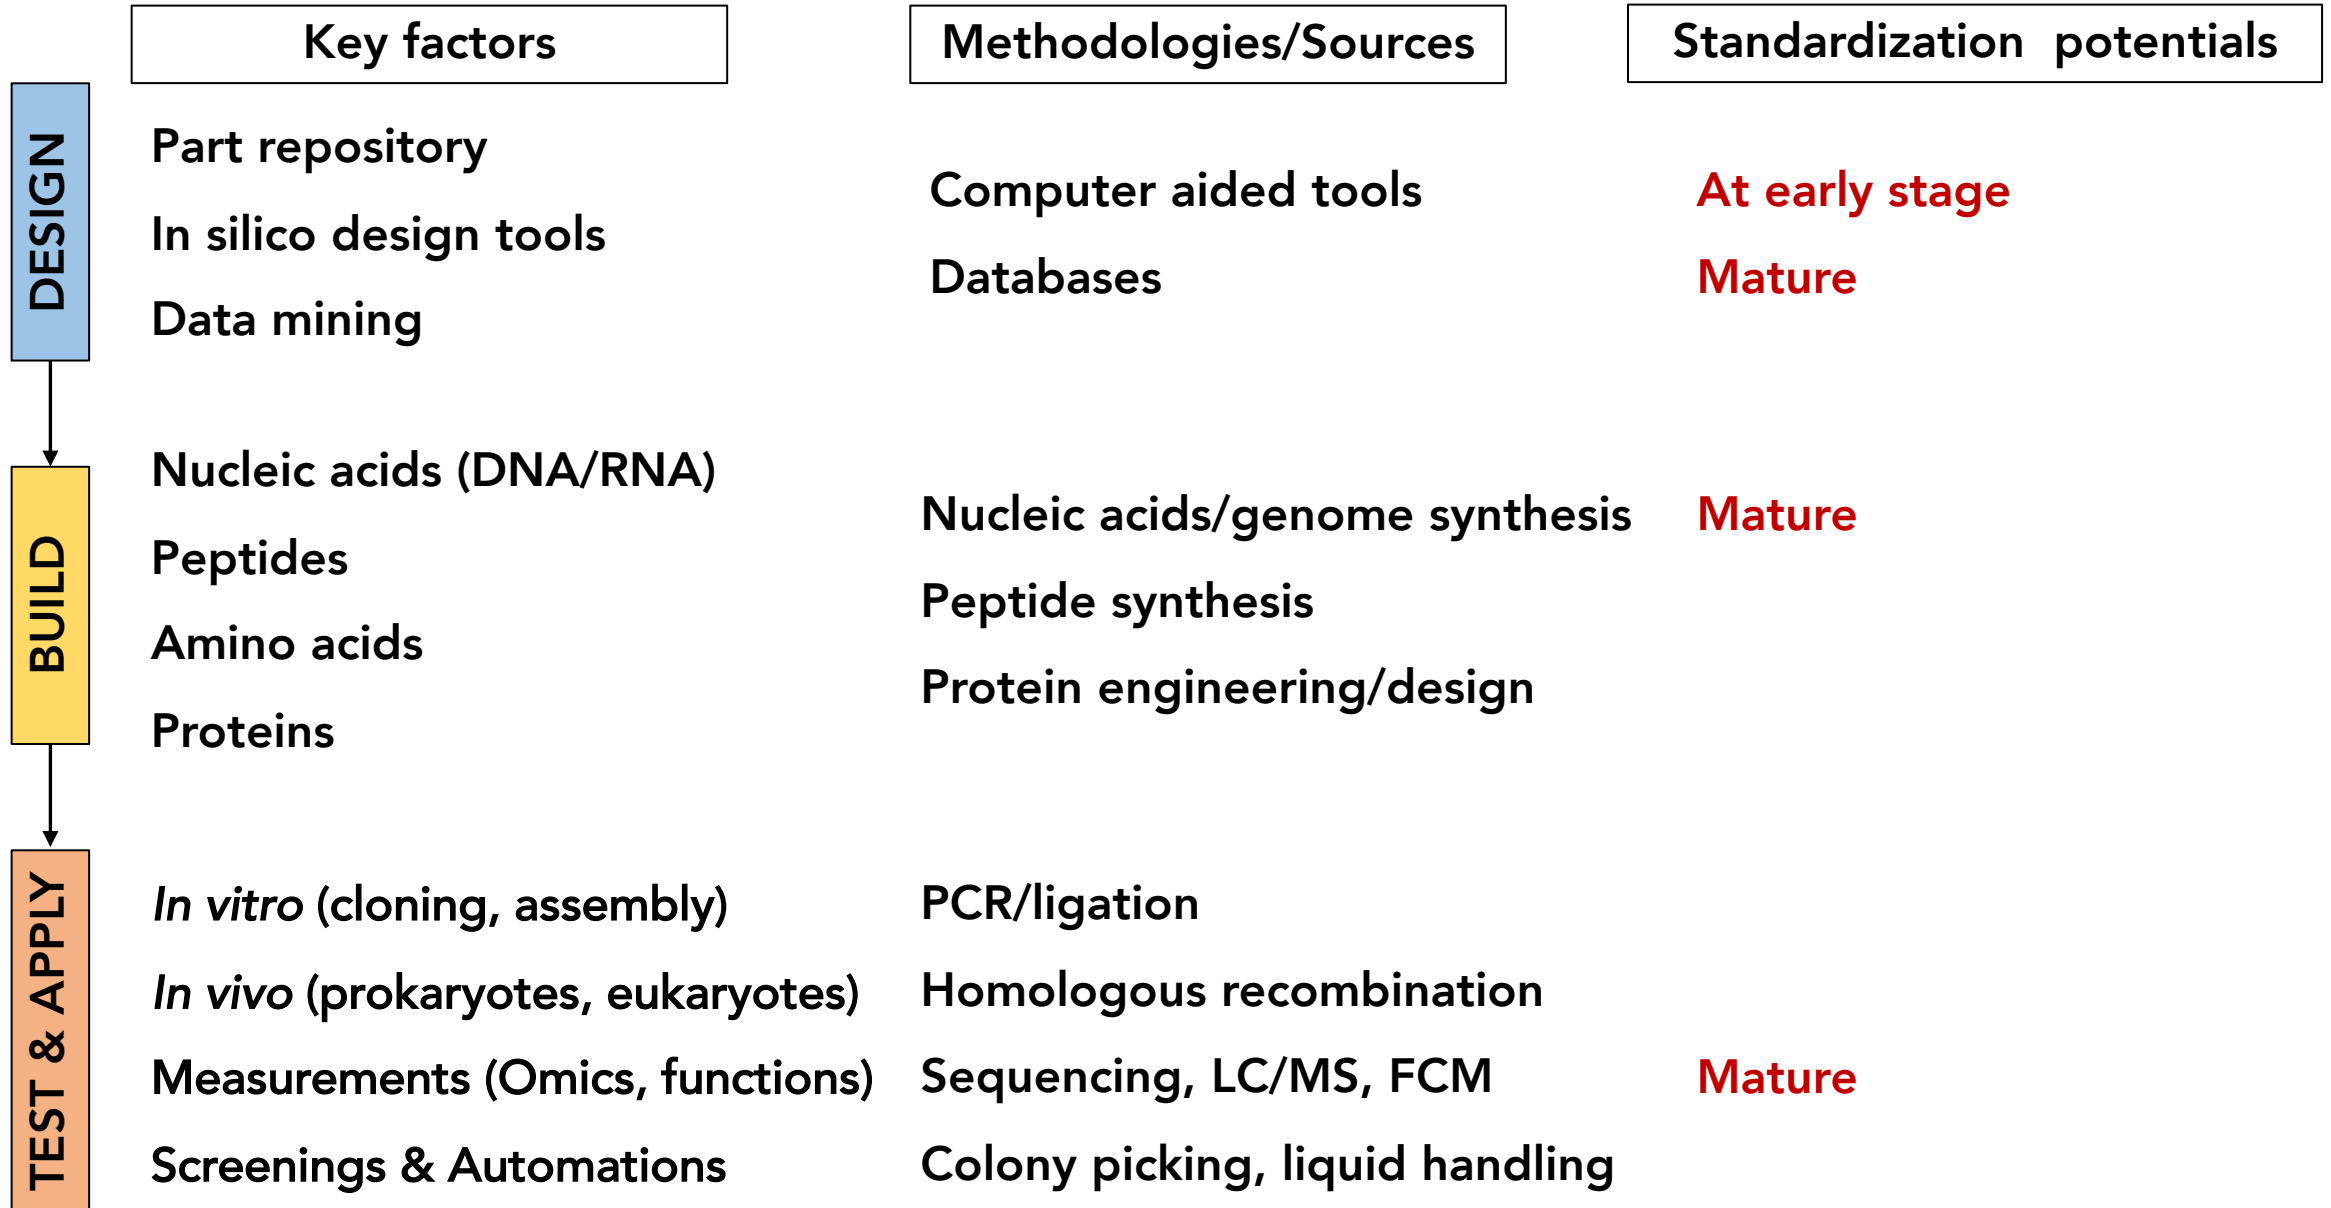 Key factors
Methodologies/Sources
Standardization potentials
DESIGN
Part repository
In silico design tools
Data mining
Computer aided tools
At early stage
Databases
Mature
BUILD
Nucleic acids (DNA/RNA)
Peptides
Amino acids
Proteins
Nucleic acids/genome synthesis
Mature
Peptide synthesis
Protein engineering/design
TEST & APPLY
In vitro (cloning, assembly)
PCR/ligation
In vivo (prokaryotes, eukaryotes)
Homologous recombination
Measurements (Omics, functions)
Sequencing, LC/MS, FCM
Mature
Screenings & Automations
Colony picking, liquid handling